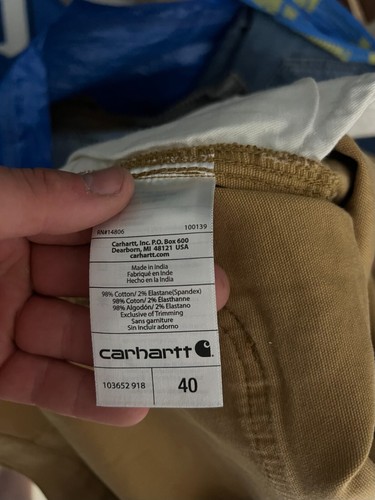 RN#14806 100139
Carhartt, Inc. P.O. Box 600
Dearborn, MI 48121 USA
carhartt.com
Made in India
Fabriqué en Inde
Hecho en la India
98% Cotton/ 2% Elastane(Spandex)
98% Coton/ 2% Élasthanne
98% Algodón/ 2% Elastano
Exclusive of Trimming
Sans garniture
Sin incluir adorno
carhartt
103652 918 40